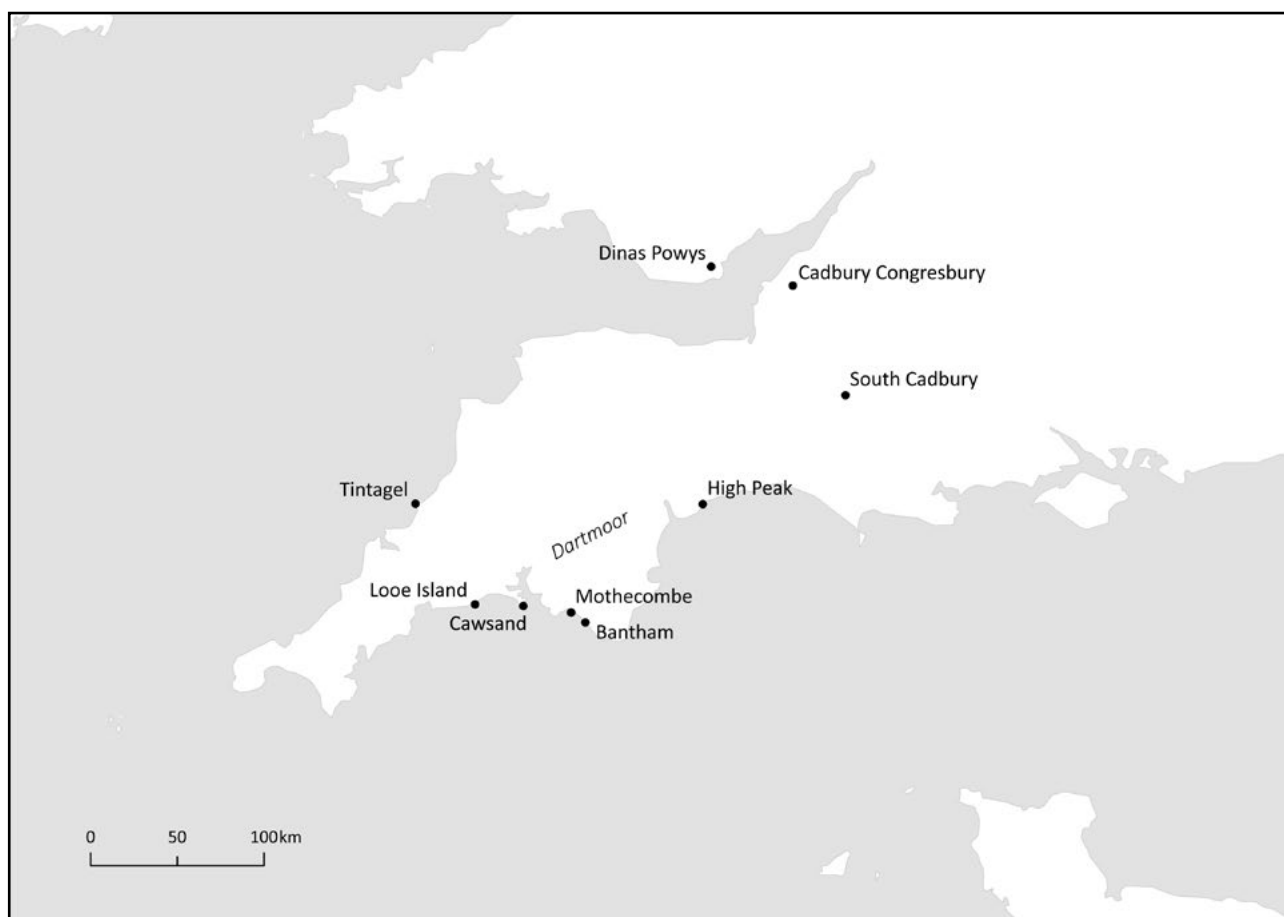 Dinas Powys
Cadbury Congresbury
South Cadbury
Tintagel
High Peak
Dartmoor
Looe Island
Mothecombe
Cawsand
Bantham
0 50 100km